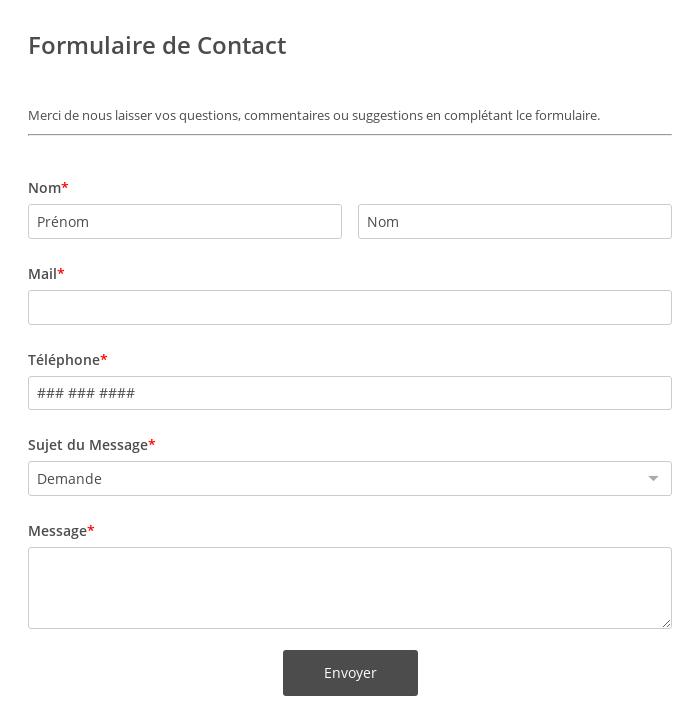 Formulaire de Contact
Merci de nous laisser vos questions, commentaires ou suggestions en complétant lce formulaire.
Nom*
Prénom Nom
Mail*
Téléphone*
### ### ####
Sujet du Message*
Demande
Message*
Envoyer